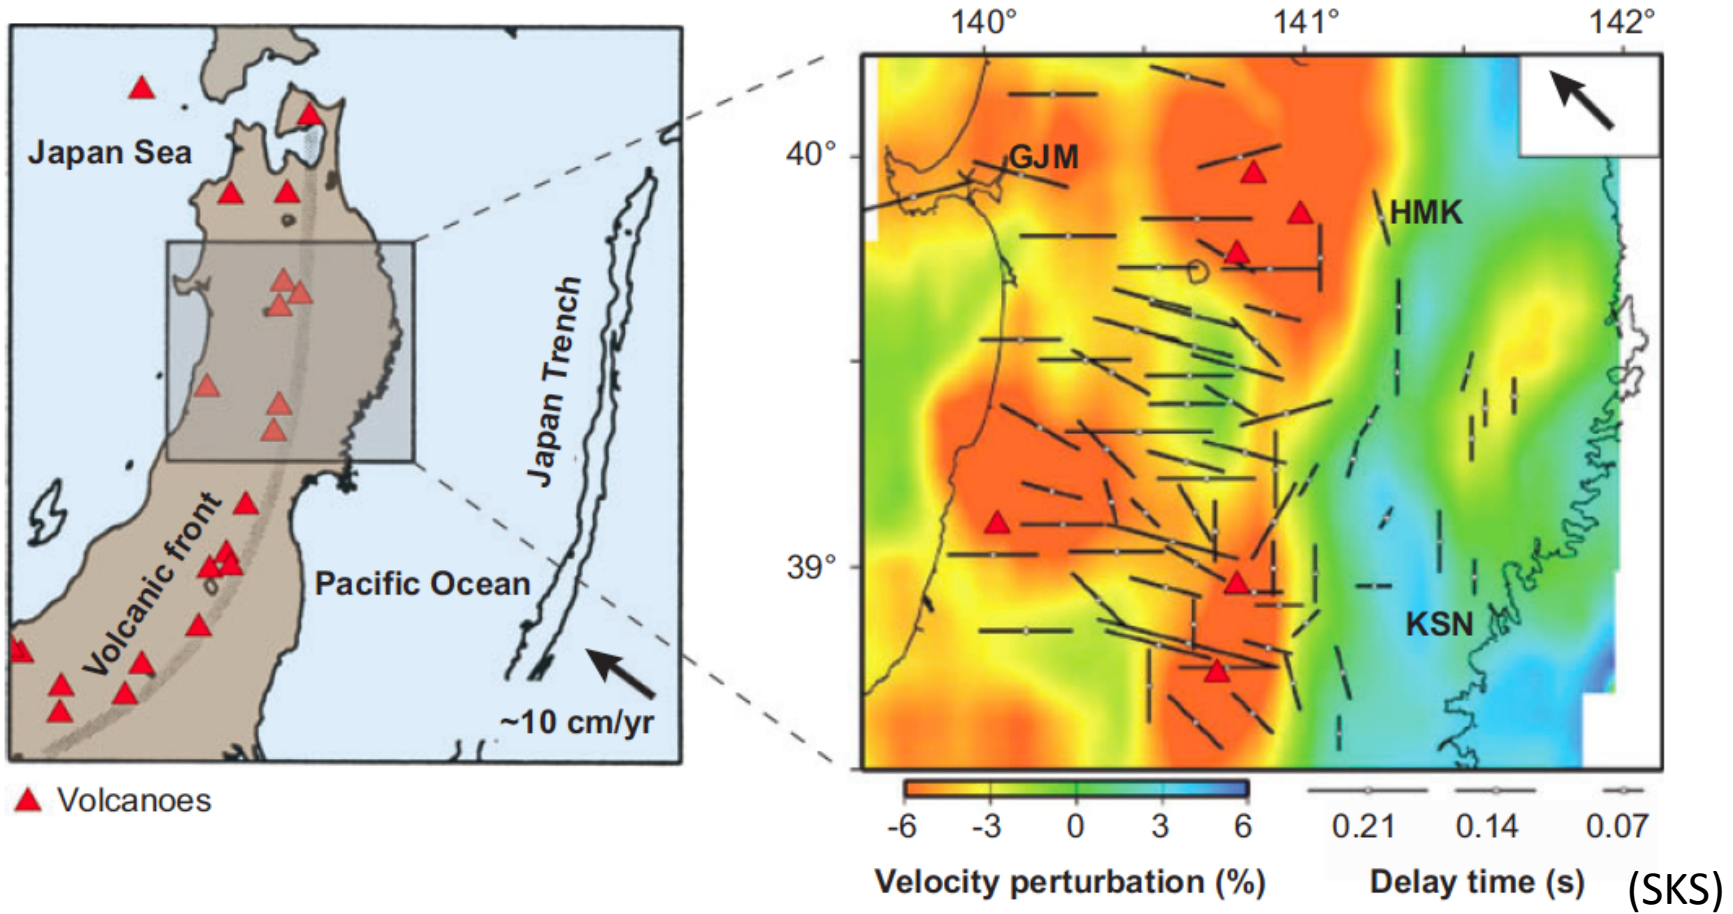 Japan Sea
Volcanic front
Pacific Ocean
Japan Trench
~10 cm/yr
Volcanoes
140° 141° 142°
40°
39°
GJM
HMK
KSN
-6 -3 0 3 6
Velocity perturbation (%)
0.21 0.14 0.07
Delay time (s) (SKS)